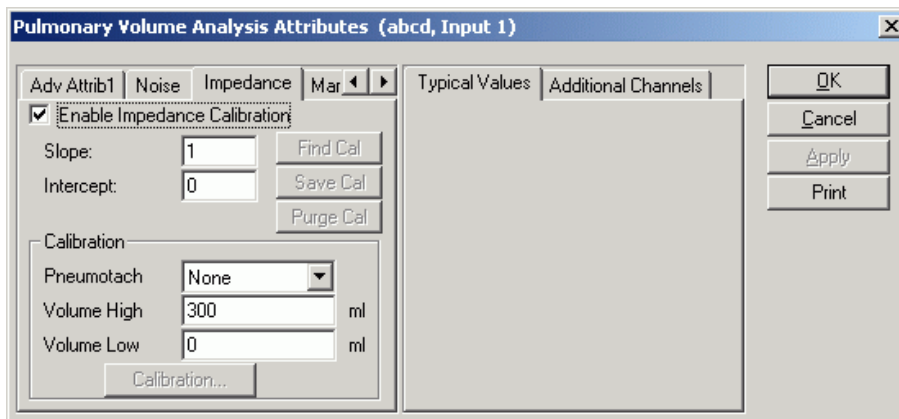 Pulmonary Volume Analysis Attributes (abcd, Input 1)
Adv Attrib1 Noise Impedance Mar
Enable Impedance Calibration
Slope: 1 Find Cal
Intercept: 0 Save Cal
Purge Cal
Calibration
Pneumotach None
Volume High 300 ml
Volume Low 0 ml
Calibration...
Typical Values Additional Channels
OK
Cancel
Apply
Print